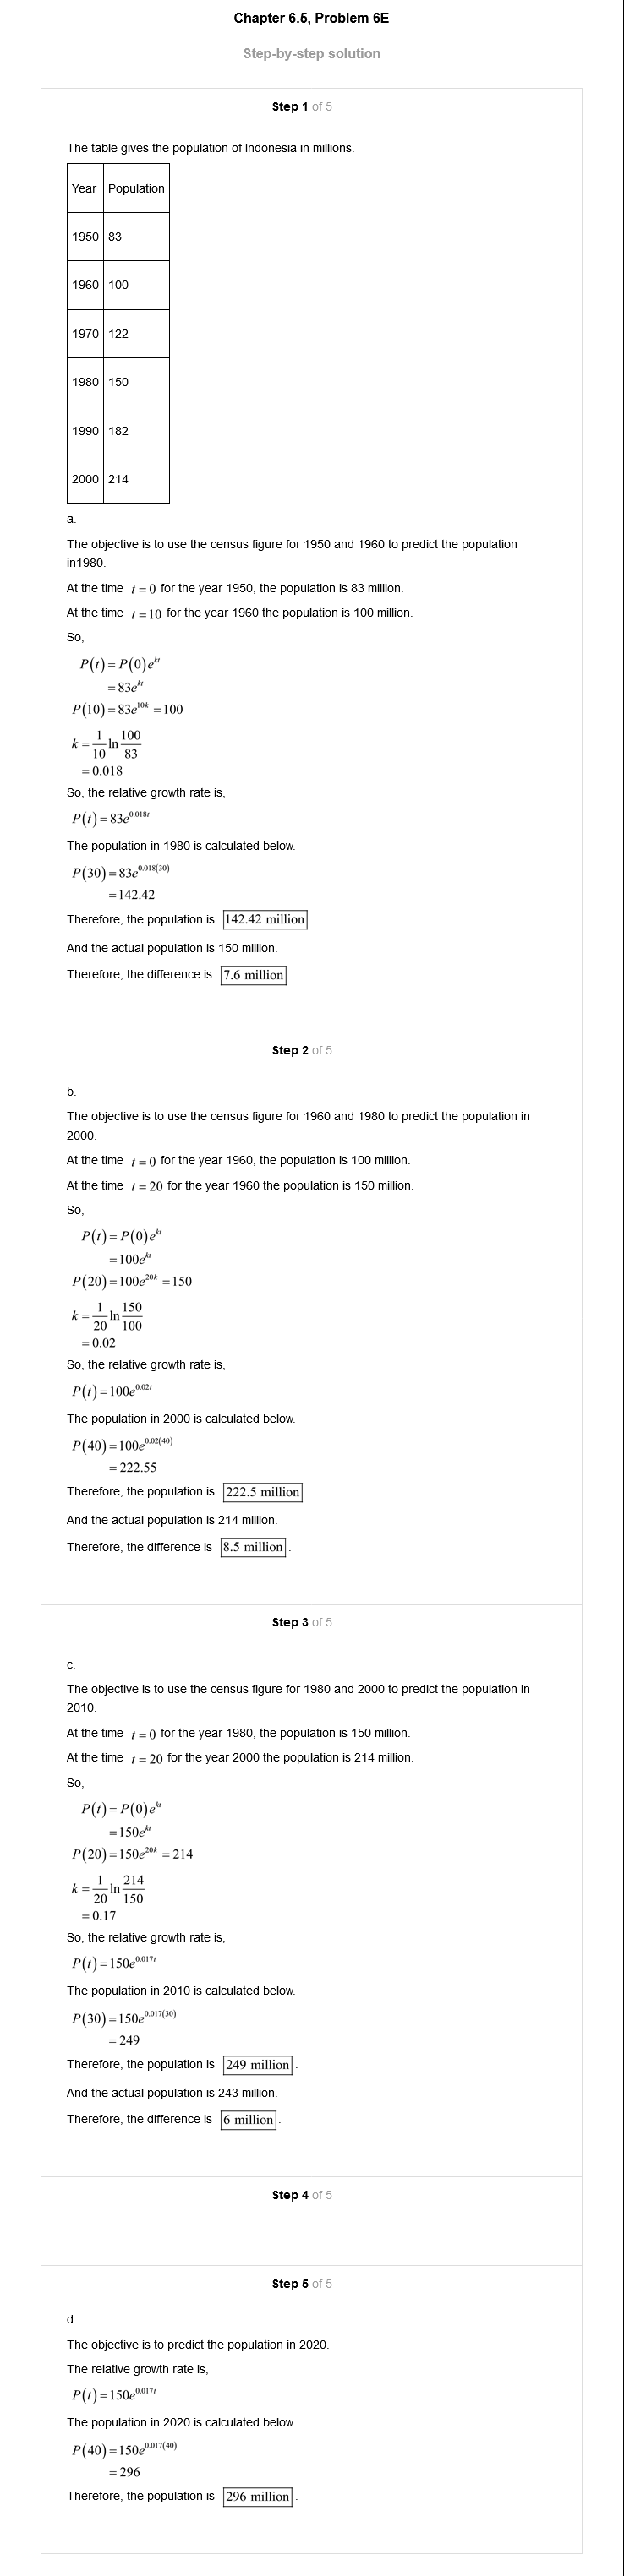 Chapter 6.5, Problem 6E
Step-by-step solution
Step 1 of 5
The table gives the population of Indonesia in millions.
Year Population
1950 83
1960 100
1970 122
1980 150
1990 182
2000 214
a.
The objective is to use the census figure for 1950 and 1960 to predict the population
in1980.
At the time t = 0 for the year 1950, the population is 83 million.
At the time t = 10 for the year 1960 the population is 100 million.
So,
P(t) = P(0)e^{kt}
= 83e^{kt}
P(10) = 83e^{10k} = 100
k = \frac{1}{10} ln \frac{100}{83}
= 0.018
So, the relative growth rate is,
P(t) = 83e^{0.018t}
The population in 1980 is calculated below.
P(30) = 83e^{0.018(30)}
= 142.42
Therefore, the population is 142.42 million.
And the actual population is 150 million.
Therefore, the difference is 7.6 million.
Step 2 of 5
b.
The objective is to use the census figure for 1960 and 1980 to predict the population in
2000.
At the time t = 0 for the year 1960, the population is 100 million.
At the time t = 20 for the year 1960 the population is 150 million.
So,
P(t) = P(0)e^{kt}
= 100e^{kt}
P(20) = 100e^{20k} = 150
k = \frac{1}{20} ln \frac{150}{100}
= 0.02
So, the relative growth rate is,
P(t) = 100e^{0.02t}
The population in 2000 is calculated below.
P(40) = 100e^{0.02(40)}
= 222.55
Therefore, the population is 222.5 million.
And the actual population is 214 million.
Therefore, the difference is 8.5 million.
Step 3 of 5
c.
The objective is to use the census figure for 1980 and 2000 to predict the population in
2010.
At the time t = 0 for the year 1980, the population is 150 million.
At the time t = 20 for the year 2000 the population is 214 million.
So,
P(t) = P(0)e^{kt}
= 150e^{kt}
P(20) = 150e^{20k} = 214
k = \frac{1}{20} ln \frac{214}{150}
= 0.17
So, the relative growth rate is,
P(t) = 150e^{0.017t}
The population in 2010 is calculated below.
P(30) = 150e^{0.017(30)}
= 249
Therefore, the population is 249 million.
And the actual population is 243 million.
Therefore, the difference is 6 million.
Step 4 of 5
Step 5 of 5
d.
The objective is to predict the population in 2020.
The relative growth rate is,
P(t) = 150e^{0.017t}
The population in 2020 is calculated below.
P(40) = 150e^{0.017(40)}
= 296
Therefore, the population is 296 million.